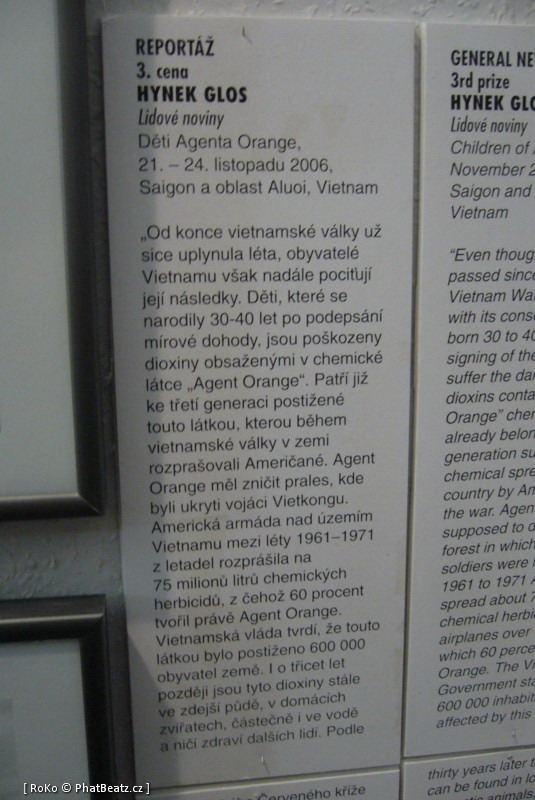 REPORTÁŽ
3. cena
HYNEK GLOS
Lidové noviny
Děti Agenta Orange,
21. – 24. listopadu 2006,
Saigon a oblast Aluoi, Vietnam
„Od konce vietnamské války už
sice uplynula léta, obyvatelé
Vietnamu však nadále pociťují
její následky. Děti, které se
narodily 30-40 let po podepsání
mírové dohody, jsou poškozeny
dioxiny obsaženými v chemické
látce „Agent Orange“. Patří již
ke třetí generaci postižené
touto látkou, kterou během
vietnamské války v zemi
rozprašovali Američané. Agent
Orange měl zničit prales, kde
byli ukryti vojáci Vietkongu.
Americká armáda nad územím
Vietnamu mezi léty 1961–1971
z letadel rozprášila na
75 milionů litrů chemických
herbicidů, z čehož 60 procent
tvořil právě Agent Orange.
Vietnamská vláda tvrdí, že touto
látkou bylo postiženo 600 000
obyvatel země. I o třicet let
později jsou tyto dioxiny stále
ve zdejší půdě, v domácích
zvířatech, částečně i ve vodě
a ničí zdraví dalších lidí. Podle
Červeného kříže
GENERAL NE
3rd prize
HYNEK GLO
Lidové noviny
Children of A
November 2
Saigon and
Vietnam
“Even thoug
passed since
Vietnam Wa
with its cons
born 30 to 40
signing of the
suffer the da
dioxins conta
Orange” che
already belon
generation su
chemical spre
country by Am
the war. Agen
supposed to d
forest in which
soldiers were h
1961 to 1971 A
spread about 7
chemical herbic
airplanes over
which 60 perce
Orange. The Vi
Government sta
600 000 inhabita
affected by this
thirty years later t
can be found in lo
animals
[ RoKo © PhatBeatz.cz ]